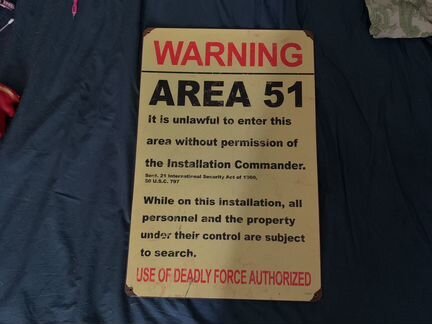 WARNING
AREA 51
It is unlawful to enter this
area without permission of
the Installation Commander.
Sect. 21 International Security Act of 1950,
50 U.S.C. 797
While on this installation, all
personnel and the property
under their control are subject
to search.
USE OF DEADLY FORCE AUTHORIZED